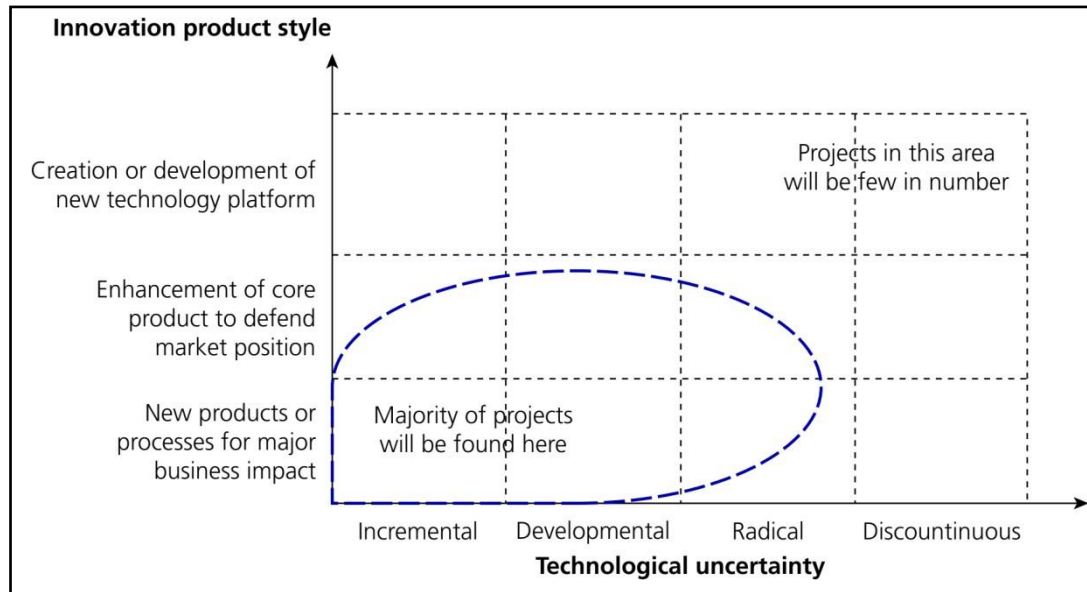 Innovation product style
Creation or development of
new technology platform
Projects in this area
will be few in number
Enhancement of core
product to defend
market position
New products or
processes for major
business impact
Majority of projects
will be found here
Incremental
Developmental
Radical
Discountinuous
Technological uncertainty